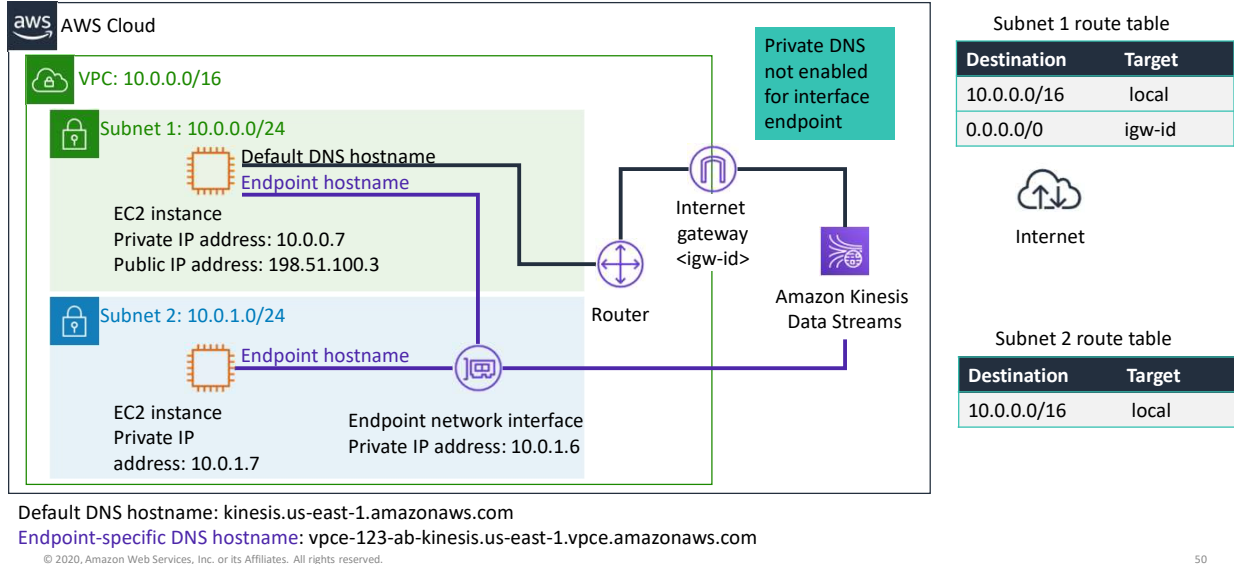 aws
AWS Cloud
VPC: 10.0.0.0/16
Private DNS
not enabled
for interface
endpoint
Subnet 1: 10.0.0.0/24
Default DNS hostname
Endpoint hostname
EC2 instance
Private IP address: 10.0.0.7
Public IP address: 198.51.100.3
Internet
gateway
<igw-id>
Router
Amazon Kinesis
Data Streams
Subnet 2: 10.0.1.0/24
Endpoint hostname
EC2 instance
Private IP
address: 10.0.1.7
Endpoint network interface
Private IP address: 10.0.1.6
Subnet 1 route table
Destination Target
10.0.0.0/16 local
0.0.0.0/0 igw-id
Internet
Subnet 2 route table
Destination Target
10.0.0.0/16 local
Default DNS hostname: kinesis.us-east-1.amazonaws.com
Endpoint-specific DNS hostname: vpce-123-ab-kinesis.us-east-1.vpce.amazonaws.com
© 2020, Amazon Web Services, Inc. or its Affiliates. All rights reserved.
50